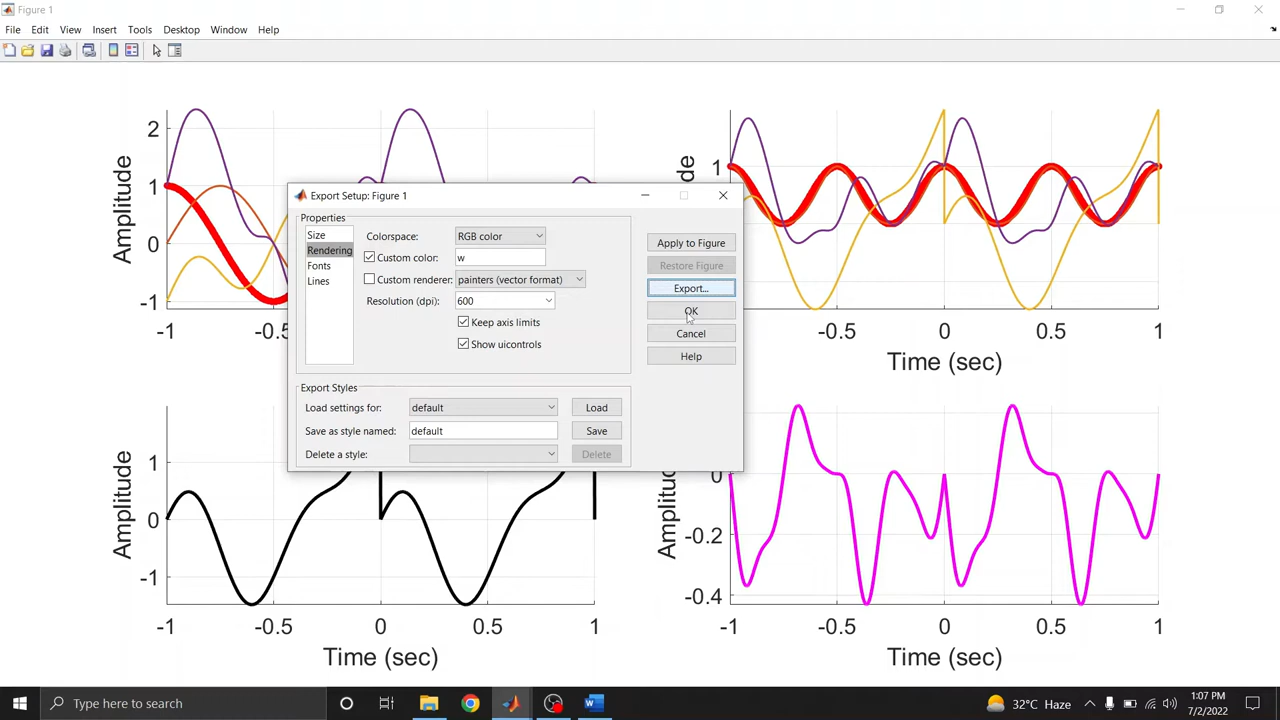 Figure 1
File Edit View Insert Tools Desktop Window Help
2
1
0
-1
Amplitude
-1 -0.5
1
Amplitude
-1 -0.5 0 0.5 1
Time (sec)
Export Setup: Figure 1
Properties
Size
Rendering
Fonts
Lines
Colorspace: RGB color
Custom color: w
Custom renderer: painters (vector format)
Resolution (dpi): 600
Keep axis limits
Show uicontrols
Apply to Figure
Restore Figure
Export...
OK
Cancel
Help
Export Styles
Load settings for: default Load
Save as style named: default Save
Delete a style: Delete
1
0
-1
Amplitude
-1 -0.5 0 0.5 1
Time (sec)
0
-0.2
-0.4
Amplitude
-1 -0.5 0 0.5 1
Time (sec)
Type here to search
32°C Haze
1:07 PM
7/2/2022